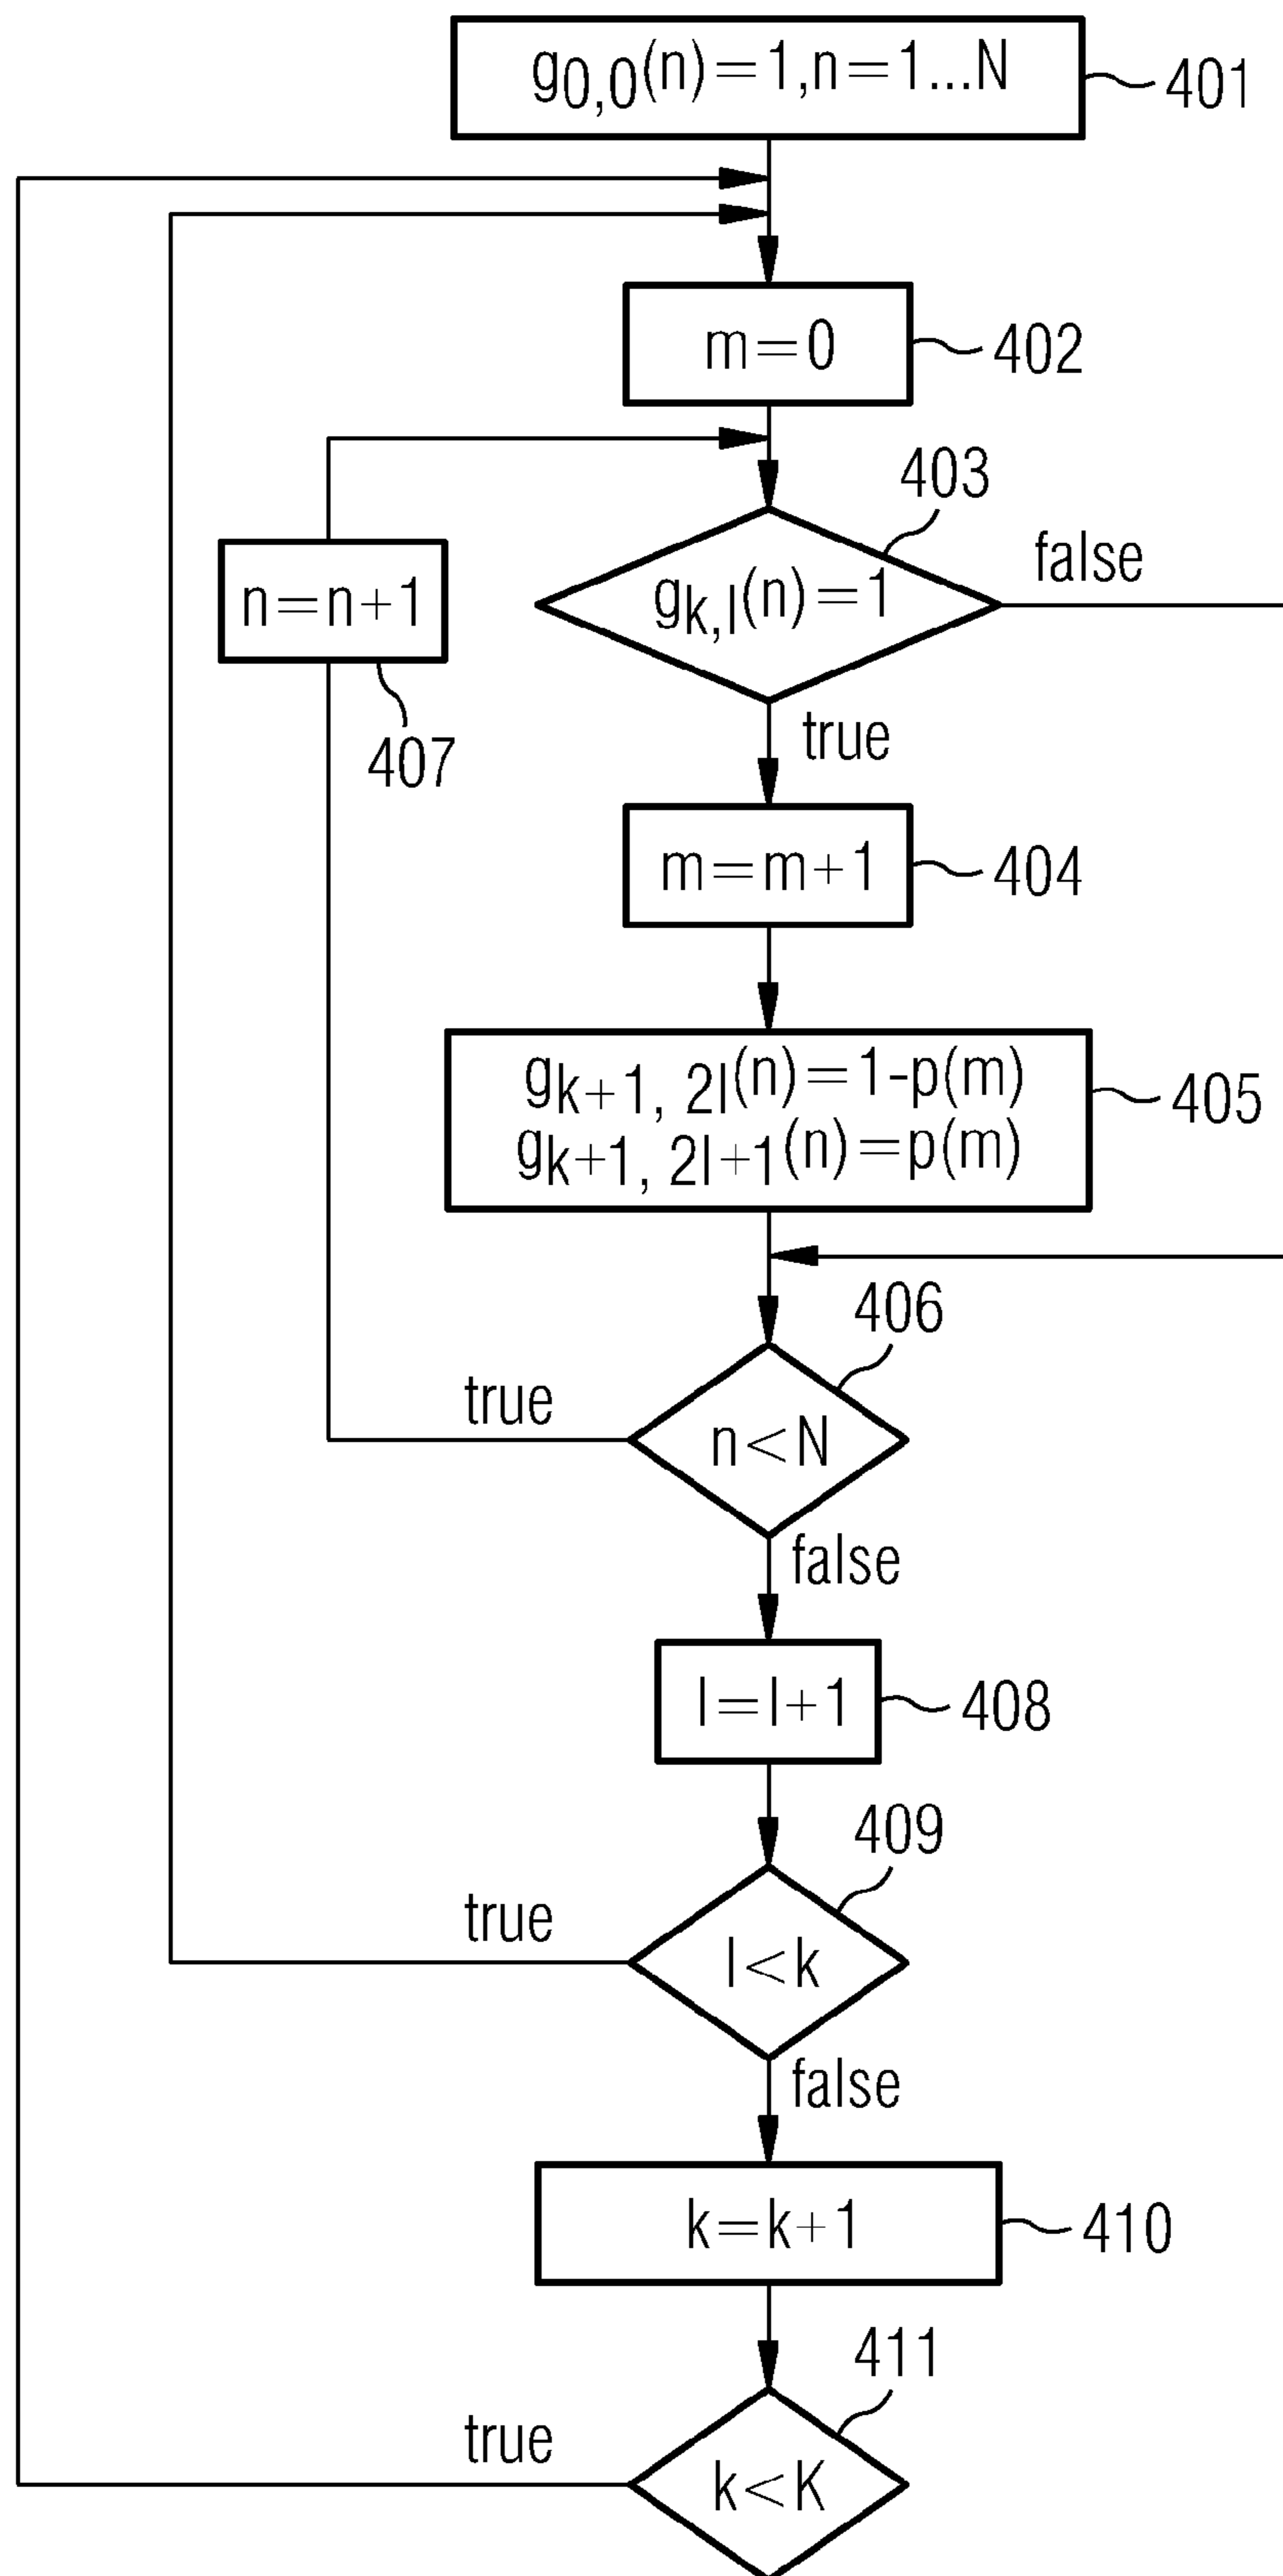 g0,0(n)=1,n=1...N
401
m=0
402
403
gk,l(n)=1
false
n=n+1
407
true
m=m+1
404
gk+1, 2l(n)=1-p(m)
gk+1, 2l+1(n)=p(m)
405
406
n<N
true
false
l=l+1
408
409
l<k
true
false
k=k+1
410
411
k<K
true